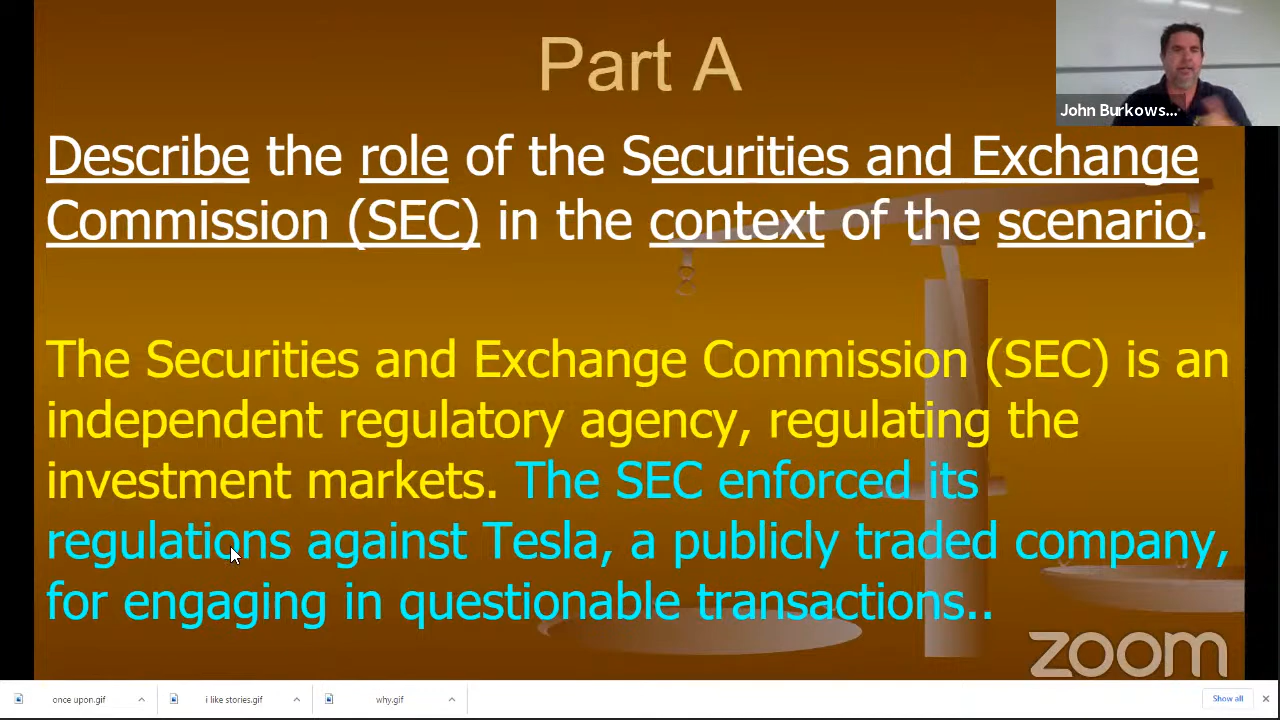 Part A
John Burkows...
Describe the role of the Securities and Exchange
Commission (SEC) in the context of the scenario.
The Securities and Exchange Commission (SEC) is an
independent regulatory agency, regulating the
investment markets. The SEC enforced its
regulations against Tesla, a publicly traded company,
for engaging in questionable transactions..
zoom
once upon.gif
i like stories.gif
why.gif
Show all